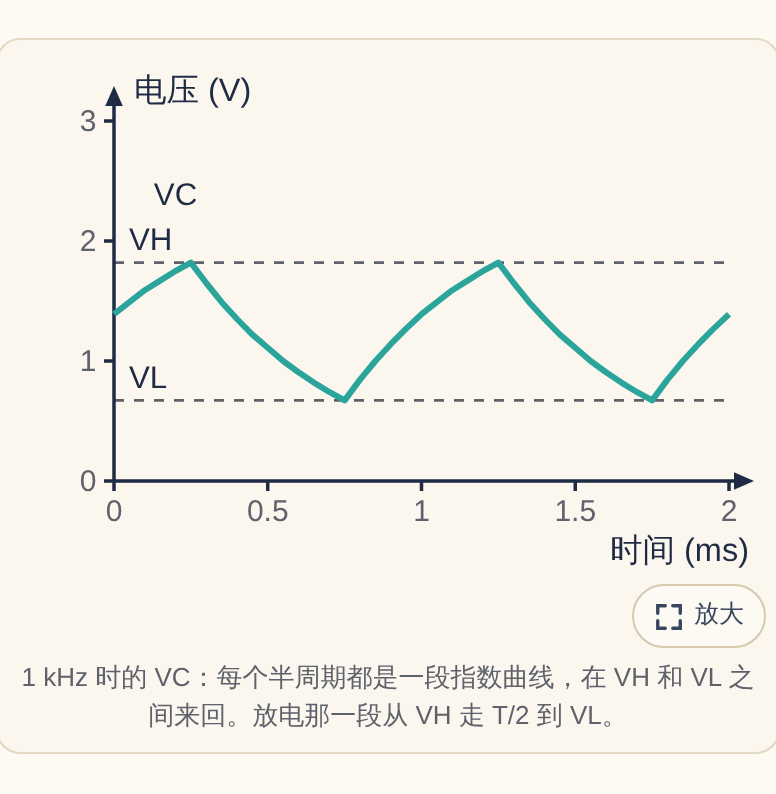 电压 (V)
3
VC
2
VH
1
VL
0
0 0.5 1 1.5 2
时间 (ms)
放大
1 kHz 时的 VC：每个半周期都是一段指数曲线，在 VH 和 VL 之
间来回。放电那一段从 VH 走 T/2 到 VL。